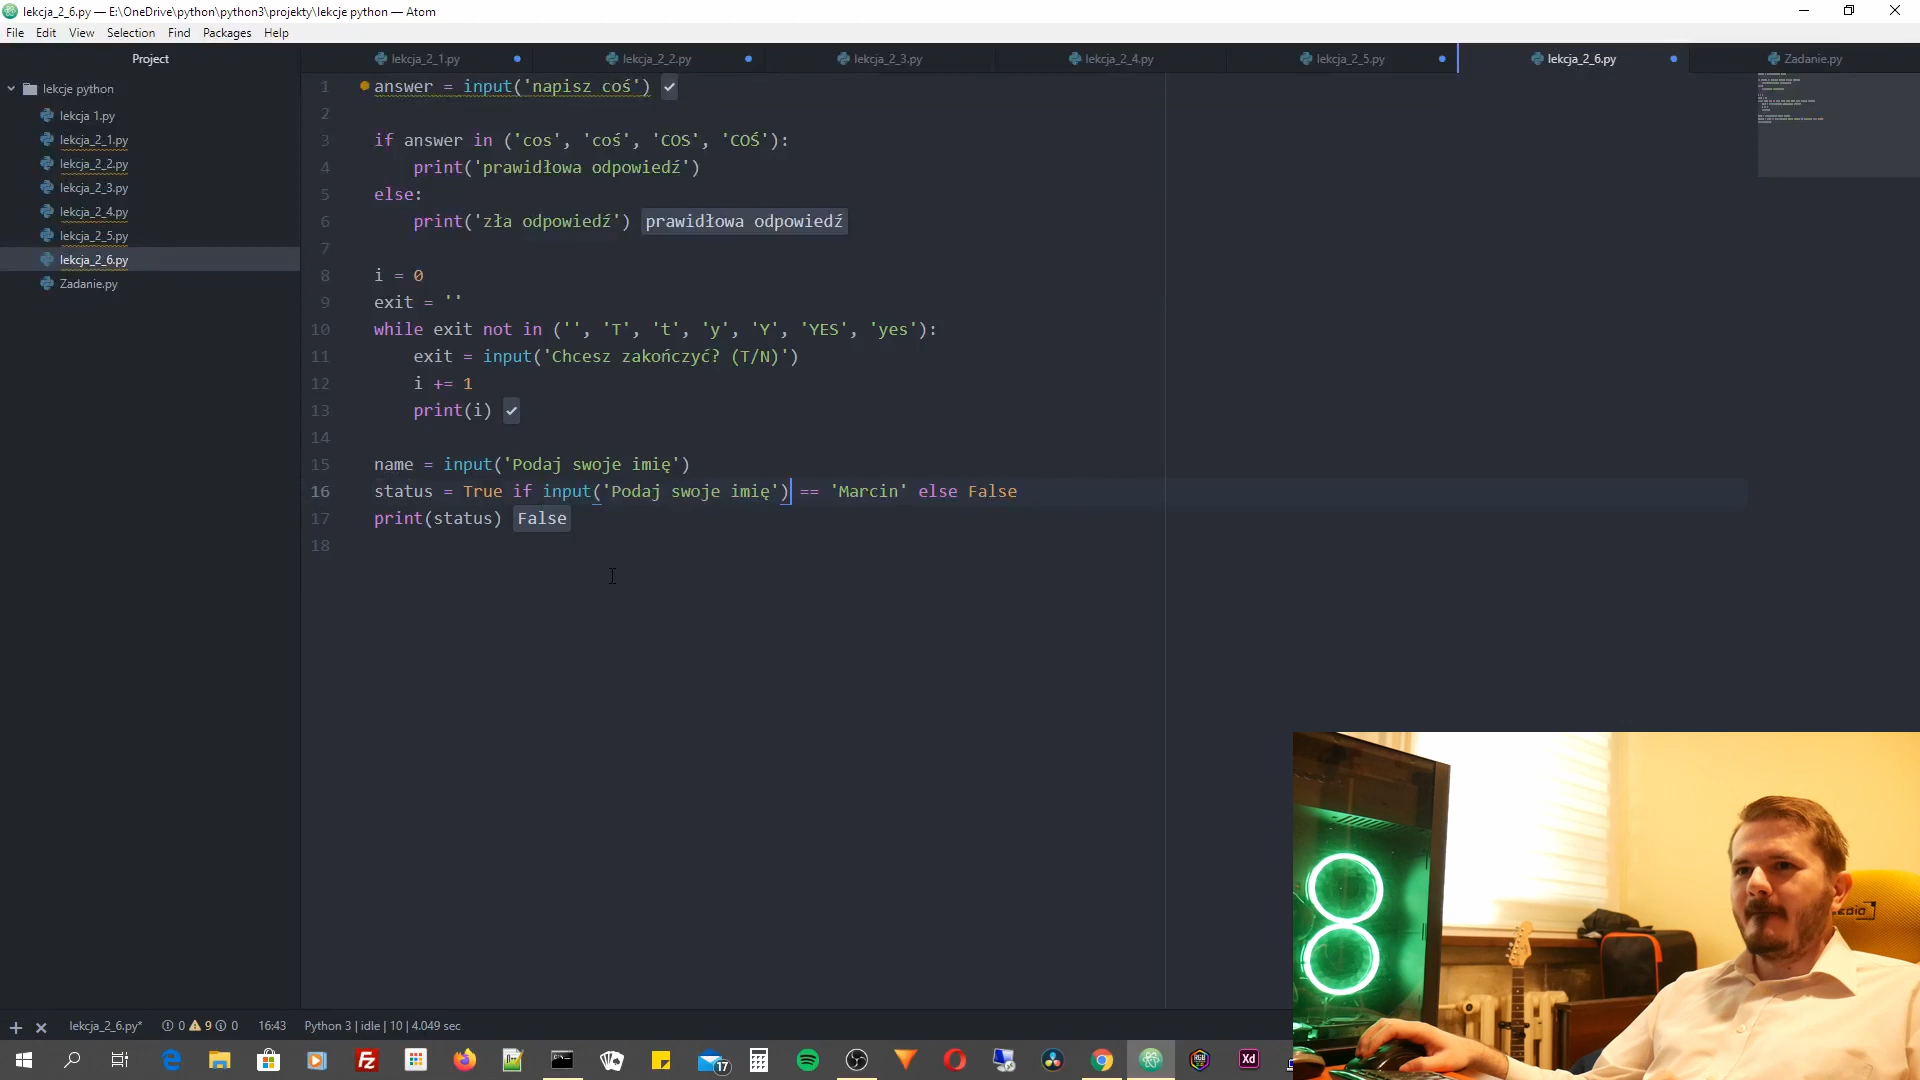 lekcja_2_6.py — E:\OneDrive\python\python3\projekty\lekcje python — Atom
File Edit View Selection Find Packages Help
Project
lekcja_2_1.py lekcja_2_2.py lekcja_2_3.py lekcja_2_4.py lekcja_2_5.py lekcja_2_6.py Zadanie.py
lekcje python
lekcja 1.py
lekcja_2_1.py
lekcja_2_2.py
lekcja_2_3.py
lekcja_2_4.py
lekcja_2_5.py
lekcja_2_6.py
Zadanie.py
1 answer = input('napisz coś')
2
3 if answer in ('cos', 'coś', 'COS', 'COŚ'):
4 print('prawidłowa odpowiedź')
5 else:
6 print('zła odpowiedź') prawidłowa odpowiedź
7
8 i = 0
9 exit = ''
10 while exit not in ('', 'T', 't', 'y', 'Y', 'YES', 'yes'):
11 exit = input('Chcesz zakończyć? (T/N)')
12 i += 1
13 print(i)
14
15 name = input('Podaj swoje imię')
16 status = True if input('Podaj swoje imię') == 'Marcin' else False
17 print(status) False
18
lekcja_2_6.py* 0 9 0 16:43 Python 3 | idle | 10 | 4.049 sec
17
Xd